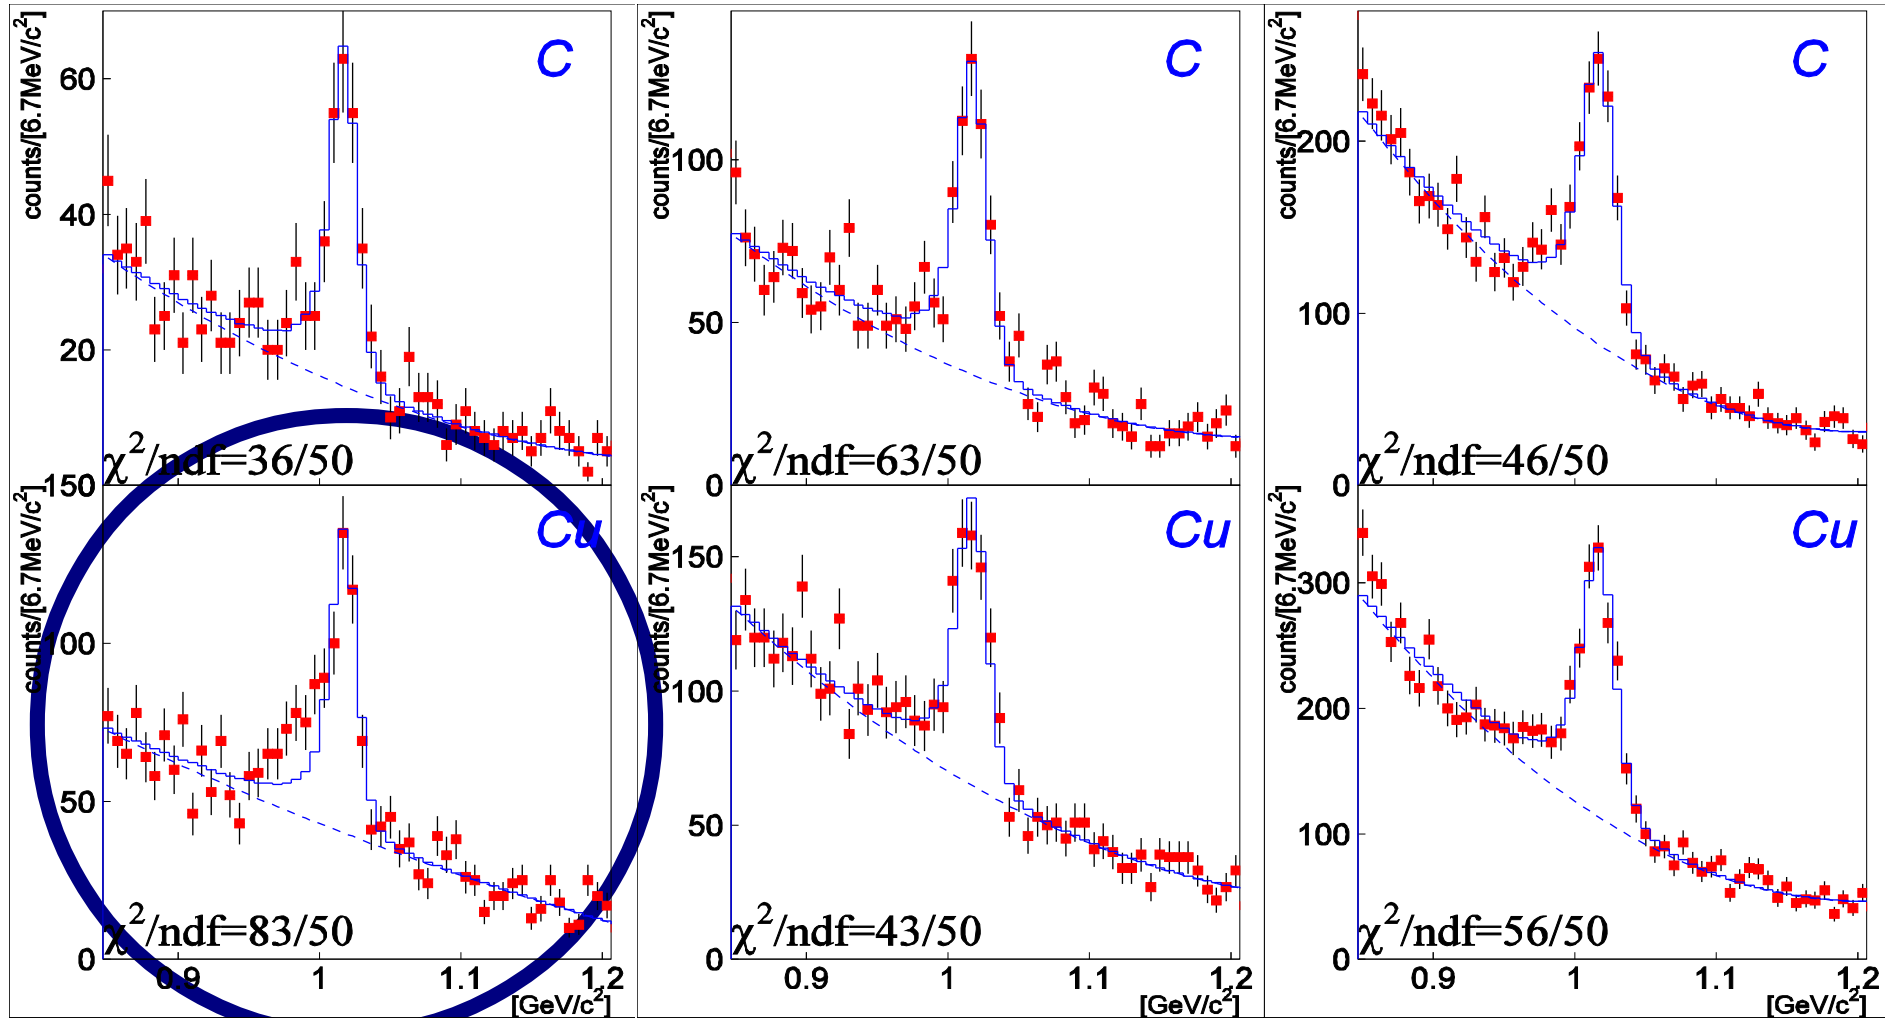 C
counts/[6.7MeV/c²]
60
40
20
χ²/ndf=36/50
C
counts/[6.7MeV/c²]
100
50
0
χ²/ndf=63/50
C
counts/[6.7MeV/c²]
200
100
0
χ²/ndf=46/50
Cu
counts/[6.7MeV/c²]
150
100
50
0
χ²/ndf=83/50
0.9 1 1.1 1.2
[GeV/c²]
Cu
counts/[6.7MeV/c²]
150
100
50
0
χ²/ndf=43/50
0.9 1 1.1 1.2
[GeV/c²]
Cu
counts/[6.7MeV/c²]
300
200
100
0
χ²/ndf=56/50
0.9 1 1.1 1.2
[GeV/c²]